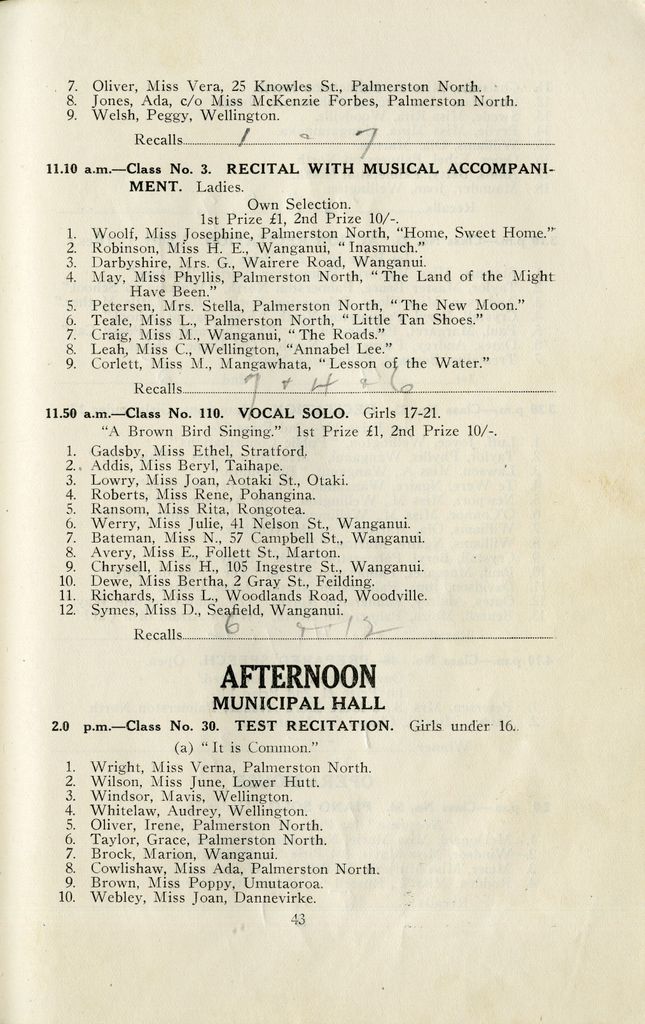 7. Oliver, Miss Vera, 25 Knowles St., Palmerston North.
8. Jones, Ada, c/o Miss McKenzie Forbes, Palmerston North.
9. Welsh, Peggy, Wellington.
Recalls 1 7
11.10 a.m.—Class No. 3. RECITAL WITH MUSICAL ACCOMPANI-
MENT. Ladies.
Own Selection.
1st Prize £1, 2nd Prize 10/-.
1. Woolf, Miss Josephine, Palmerston North, "Home, Sweet Home."
2. Robinson, Miss H. E., Wanganui, "Inasmuch."
3. Darbyshire, Mrs. G., Wairere Road, Wanganui.
4. May, Miss Phyllis, Palmerston North, "The Land of the Might
Have Been."
5. Petersen, Mrs. Stella, Palmerston North, "The New Moon."
6. Teale, Miss L., Palmerston North, "Little Tan Shoes."
7. Craig, Miss M., Wanganui, "The Roads."
8. Leah, Miss C., Wellington, "Annabel Lee."
9. Corlett, Miss M., Mangawhata, "Lesson of the Water."
Recalls 7 + 4 + 6
11.50 a.m.—Class No. 110. VOCAL SOLO. Girls 17-21.
"A Brown Bird Singing." 1st Prize £1, 2nd Prize 10/-.
1. Gadsby, Miss Ethel, Stratford.
2. Addis, Miss Beryl, Taihape.
3. Lowry, Miss Joan, Aotaki St., Otaki.
4. Roberts, Miss Rene, Pohangina.
5. Ransom, Miss Rita, Rongotea.
6. Werry, Miss Julie, 41 Nelson St., Wanganui.
7. Bateman, Miss N., 57 Campbell St., Wanganui.
8. Avery, Miss E., Follett St., Marton.
9. Chrysell, Miss H., 105 Ingestre St., Wanganui.
10. Dewe, Miss Bertha, 2 Gray St., Feilding.
11. Richards, Miss L., Woodlands Road, Woodville.
12. Symes, Miss D., Seafield, Wanganui.
Recalls 6 12
AFTERNOON
MUNICIPAL HALL
2.0 p.m.—Class No. 30. TEST RECITATION. Girls under 16.
(a) "It is Common."
1. Wright, Miss Verna, Palmerston North.
2. Wilson, Miss June, Lower Hutt.
3. Windsor, Mavis, Wellington.
4. Whitelaw, Audrey, Wellington.
5. Oliver, Irene, Palmerston North.
6. Taylor, Grace, Palmerston North.
7. Brock, Marion, Wanganui.
8. Cowlishaw, Miss Ada, Palmerston North.
9. Brown, Miss Poppy, Umutaoroa.
10. Webley, Miss Joan, Dannevirke.
43